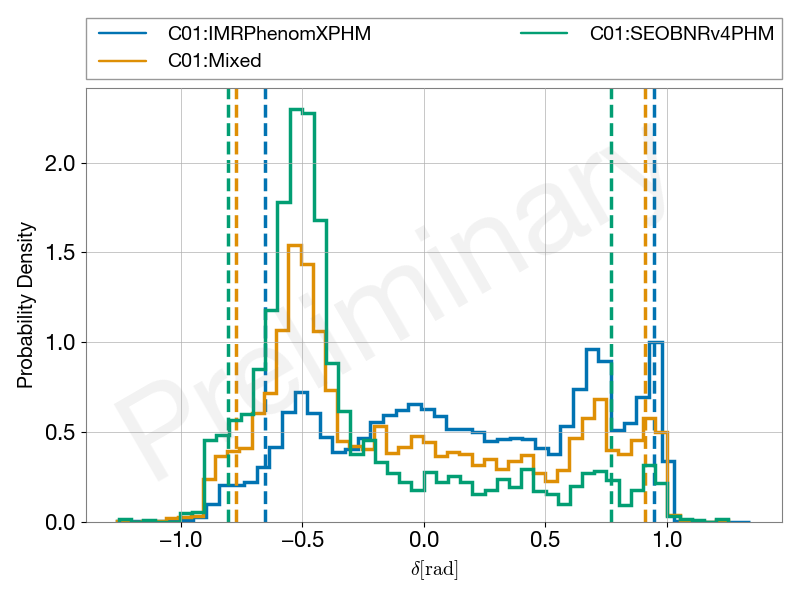 C01:IMRPhenomXPHM
C01:Mixed
C01:SEOBNRv4PHM
Preliminary
Probability Density
2.0
1.5
1.0
0.5
0.0
−1.0 −0.5 0.0 0.5 1.0
δ[rad]